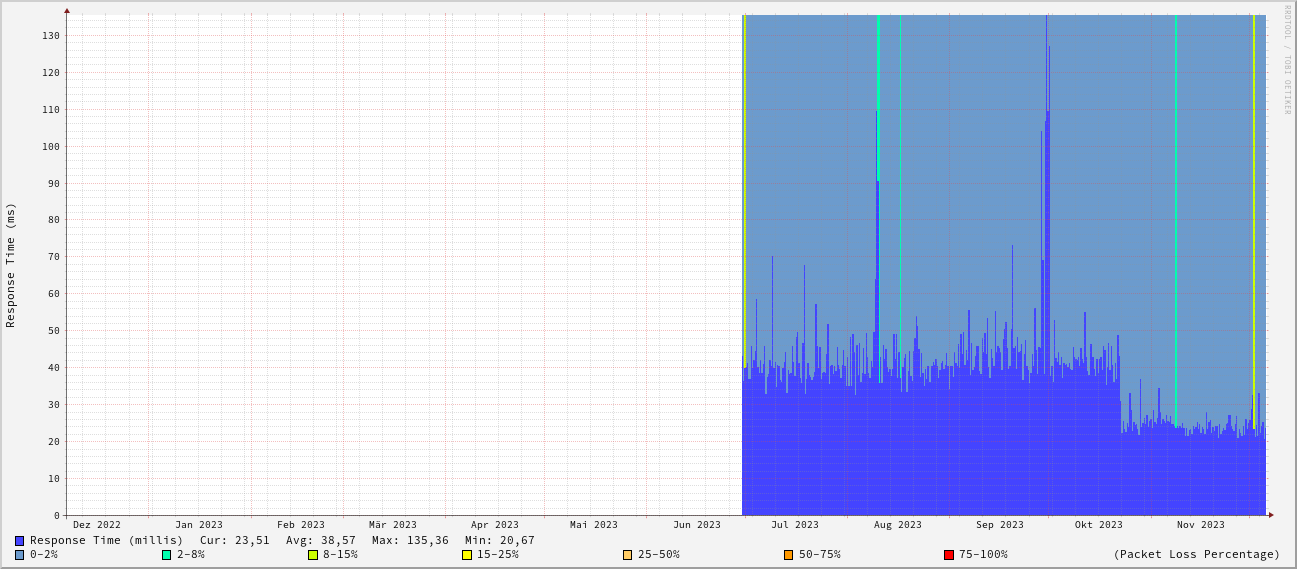 RRDTOOL / TOBI OETIKER
Response Time (ms)
130
120
110
100
90
80
70
60
50
40
30
20
10
0
Dez 2022 Jan 2023 Feb 2023 Mär 2023 Apr 2023 Mai 2023 Jun 2023 Jul 2023 Aug 2023 Sep 2023 Okt 2023 Nov 2023
Response Time (millis) Cur: 23,51 Avg: 38,57 Max: 135,36 Min: 20,67
0-2% 2-8% 8-15% 15-25% 25-50% 50-75% 75-100% (Packet Loss Percentage)